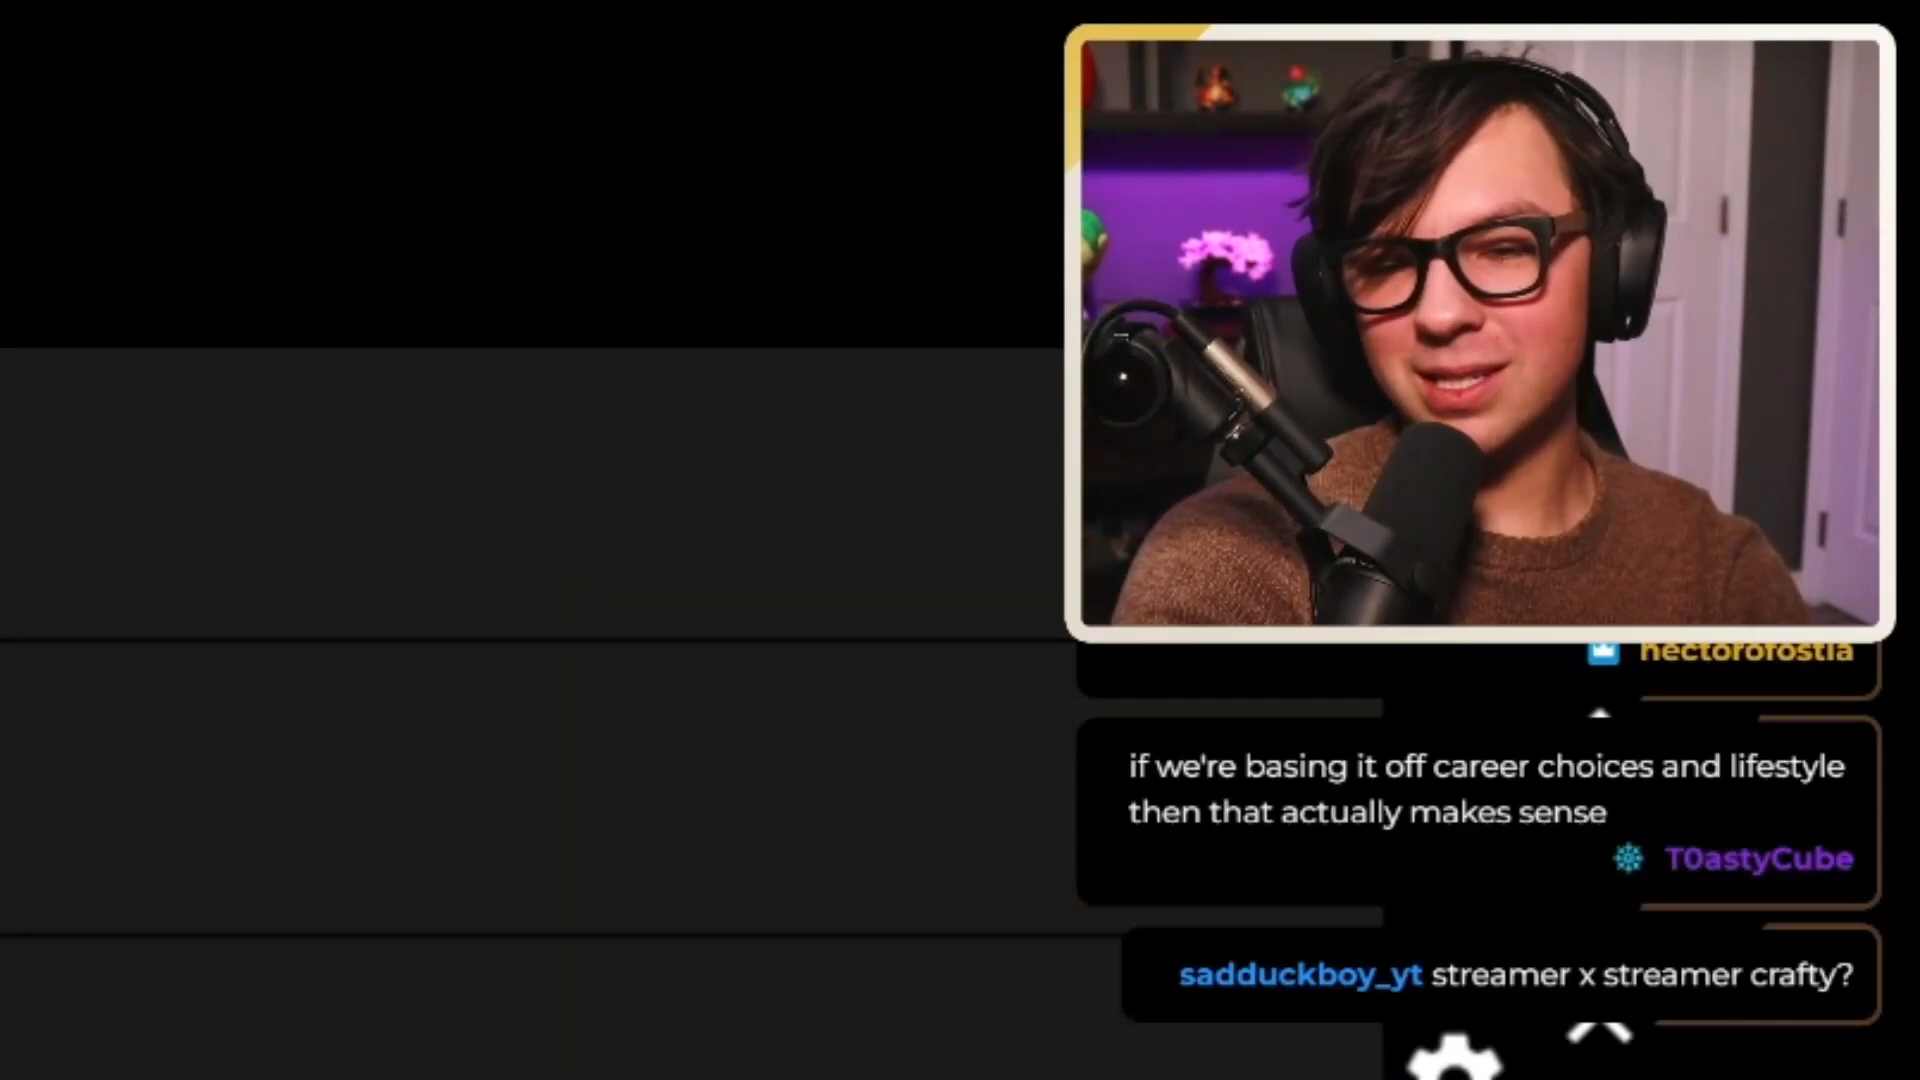 hectorofostia
if we're basing it off career choices and lifestyle
then that actually makes sense
T0astyCube
sadduckboy_yt streamer x streamer crafty?